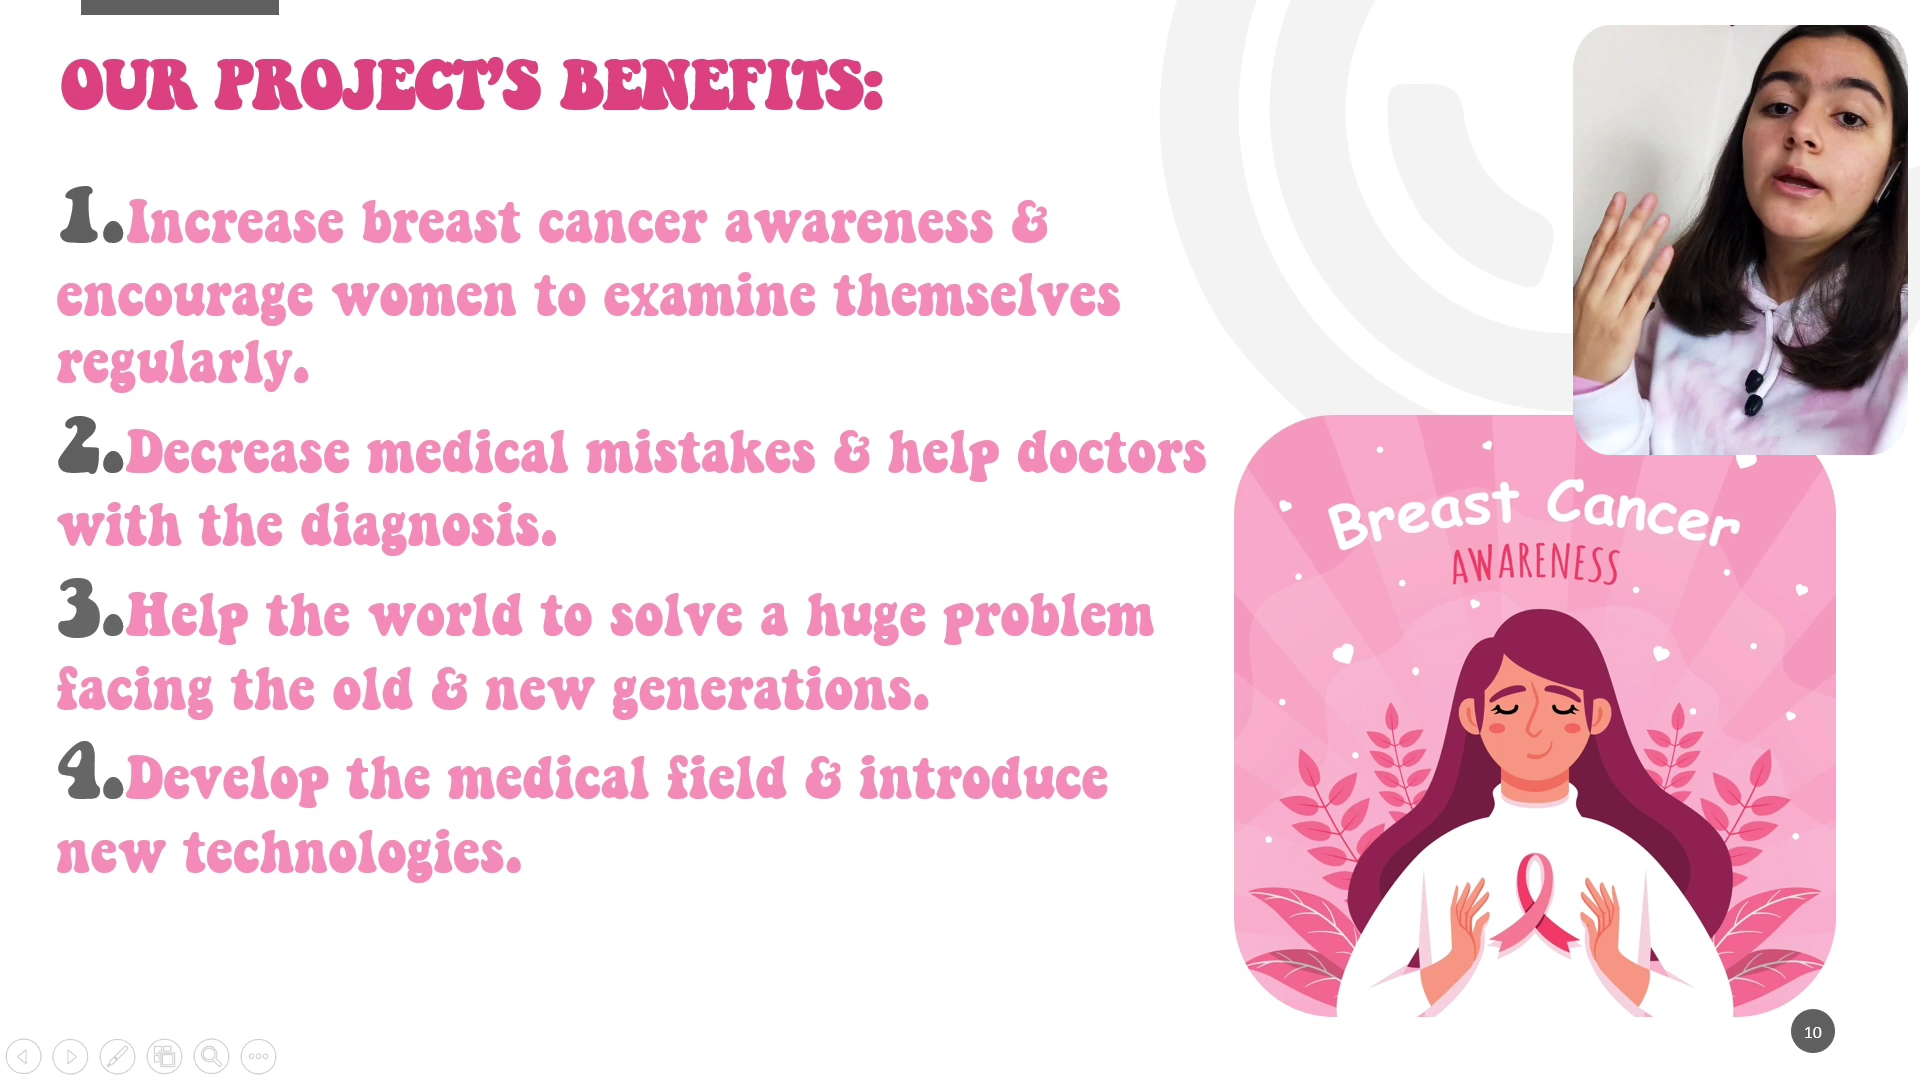 OUR PROJECT'S BENEFITS:
1.Increase breast cancer awareness &
encourage women to examine themselves
regularly.
2.Decrease medical mistakes & help doctors
with the diagnosis.
3.Help the world to solve a huge problem
facing the old & new generations.
4.Develop the medical field & introduce
new technologies.
Breast Cancer
AWARENESS
10